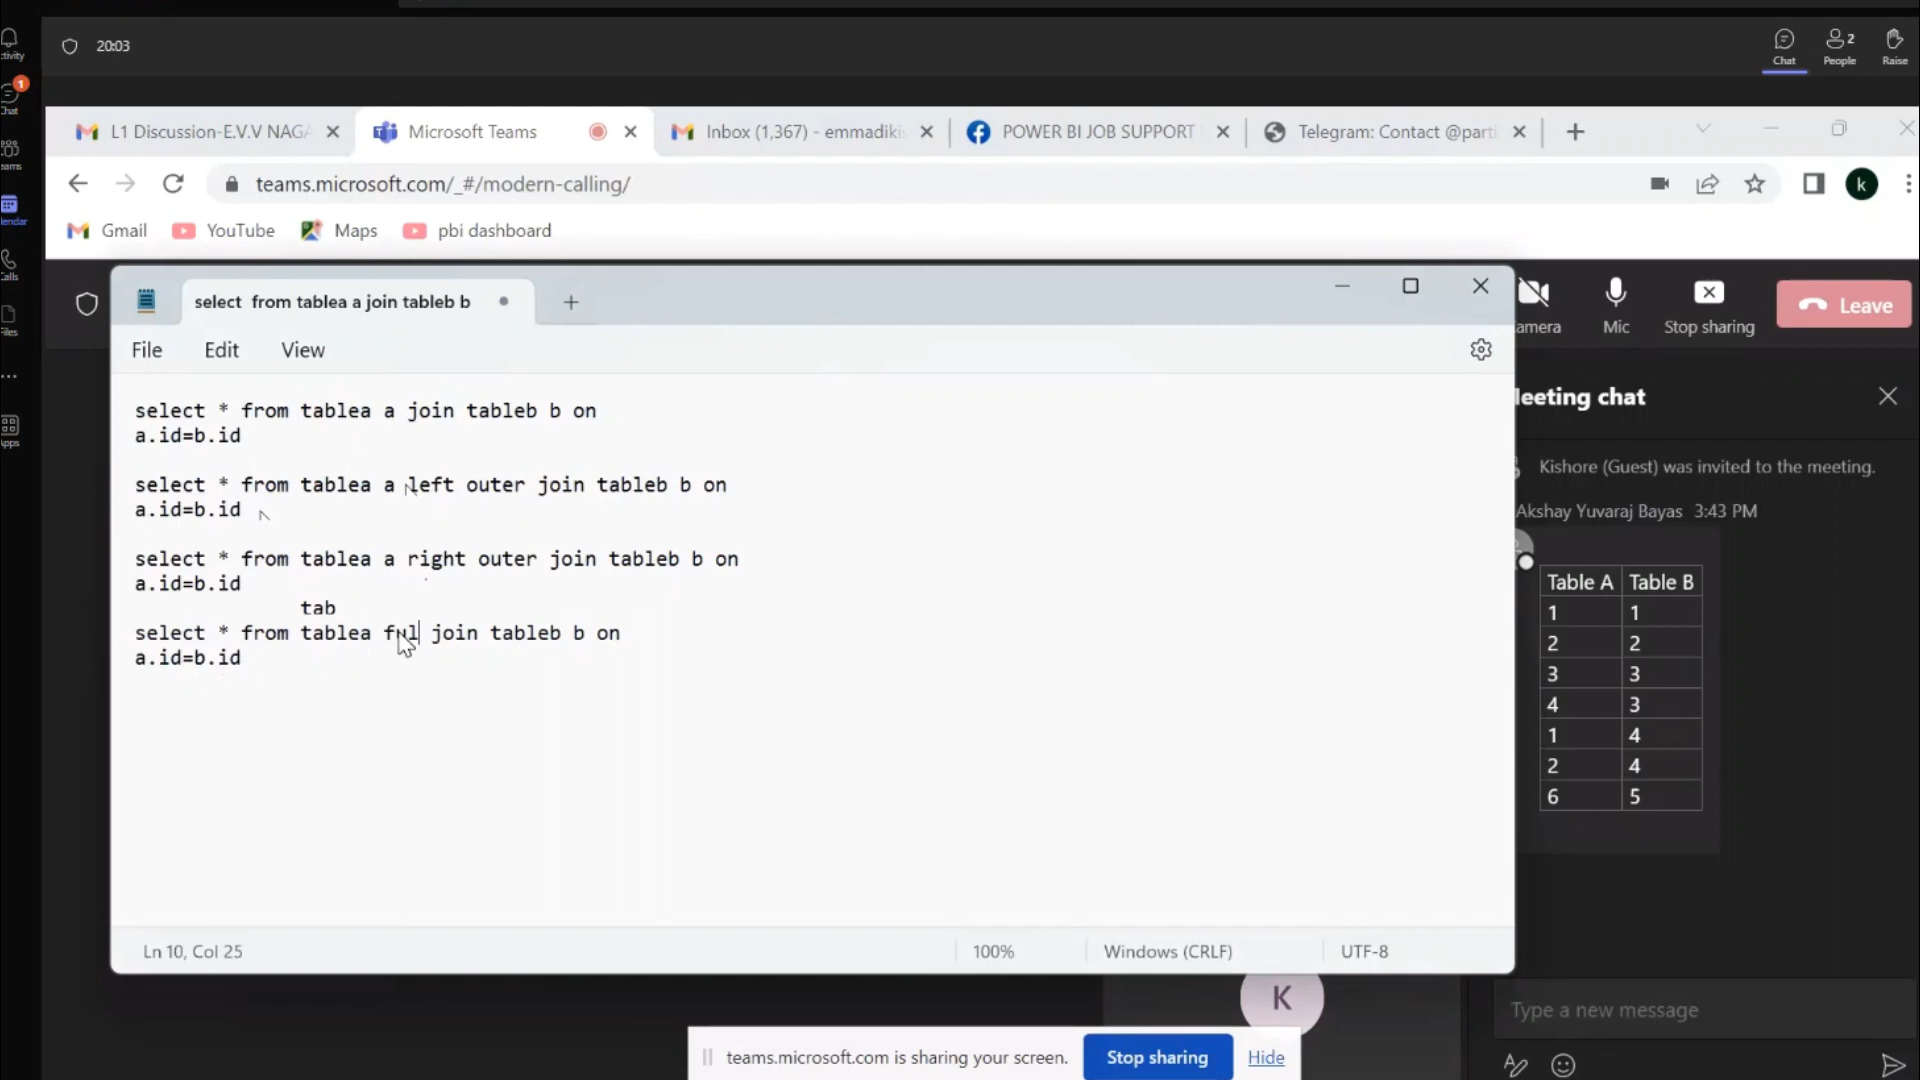 20:03
Chat
2
People
Raise
1
L1 Discussion-E.V.V NAGA
Microsoft Teams
Inbox (1,367) - emmadikis
POWER BI JOB SUPPORT
Telegram: Contact @parti
teams.microsoft.com/_#/modern-calling/
k
Gmail
YouTube
Maps
pbi dashboard
select  from tablea a join tableb b
File
Edit
View
amera
Mic
Stop sharing
Leave
select * from tablea a join tableb b on
a.id=b.id
select * from tablea a left outer join tableb b on
a.id=b.id
select * from tablea a right outer join tableb b on
a.id=b.id
tab
select * from tablea ful join tableb b on
a.id=b.id
Ln 10, Col 25
100%
Windows (CRLF)
UTF-8
leeting chat
Kishore (Guest) was invited to the meeting.
Akshay Yuvaraj Bayas 3:43 PM
Table A Table B
1 1
2 2
3 3
4 3
1 4
2 4
6 5
K
Type a new message
teams.microsoft.com is sharing your screen.
Stop sharing
Hide